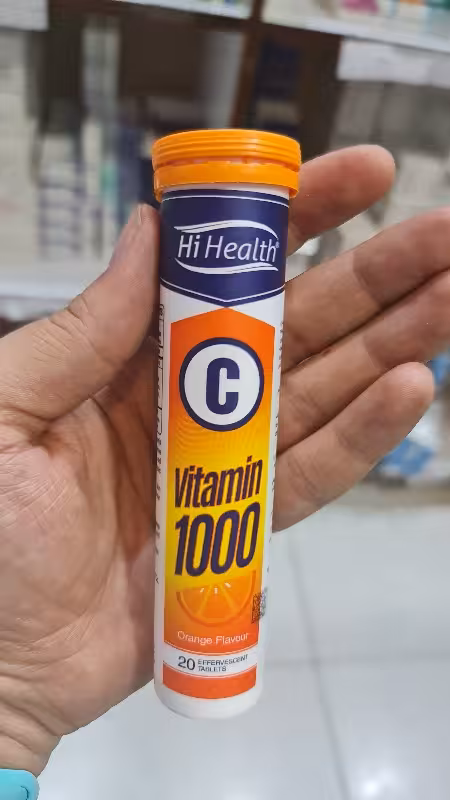 Hi Health®
C
Vitamin
1000
Orange Flavour
20 EFFERVESCENT
TABLETS